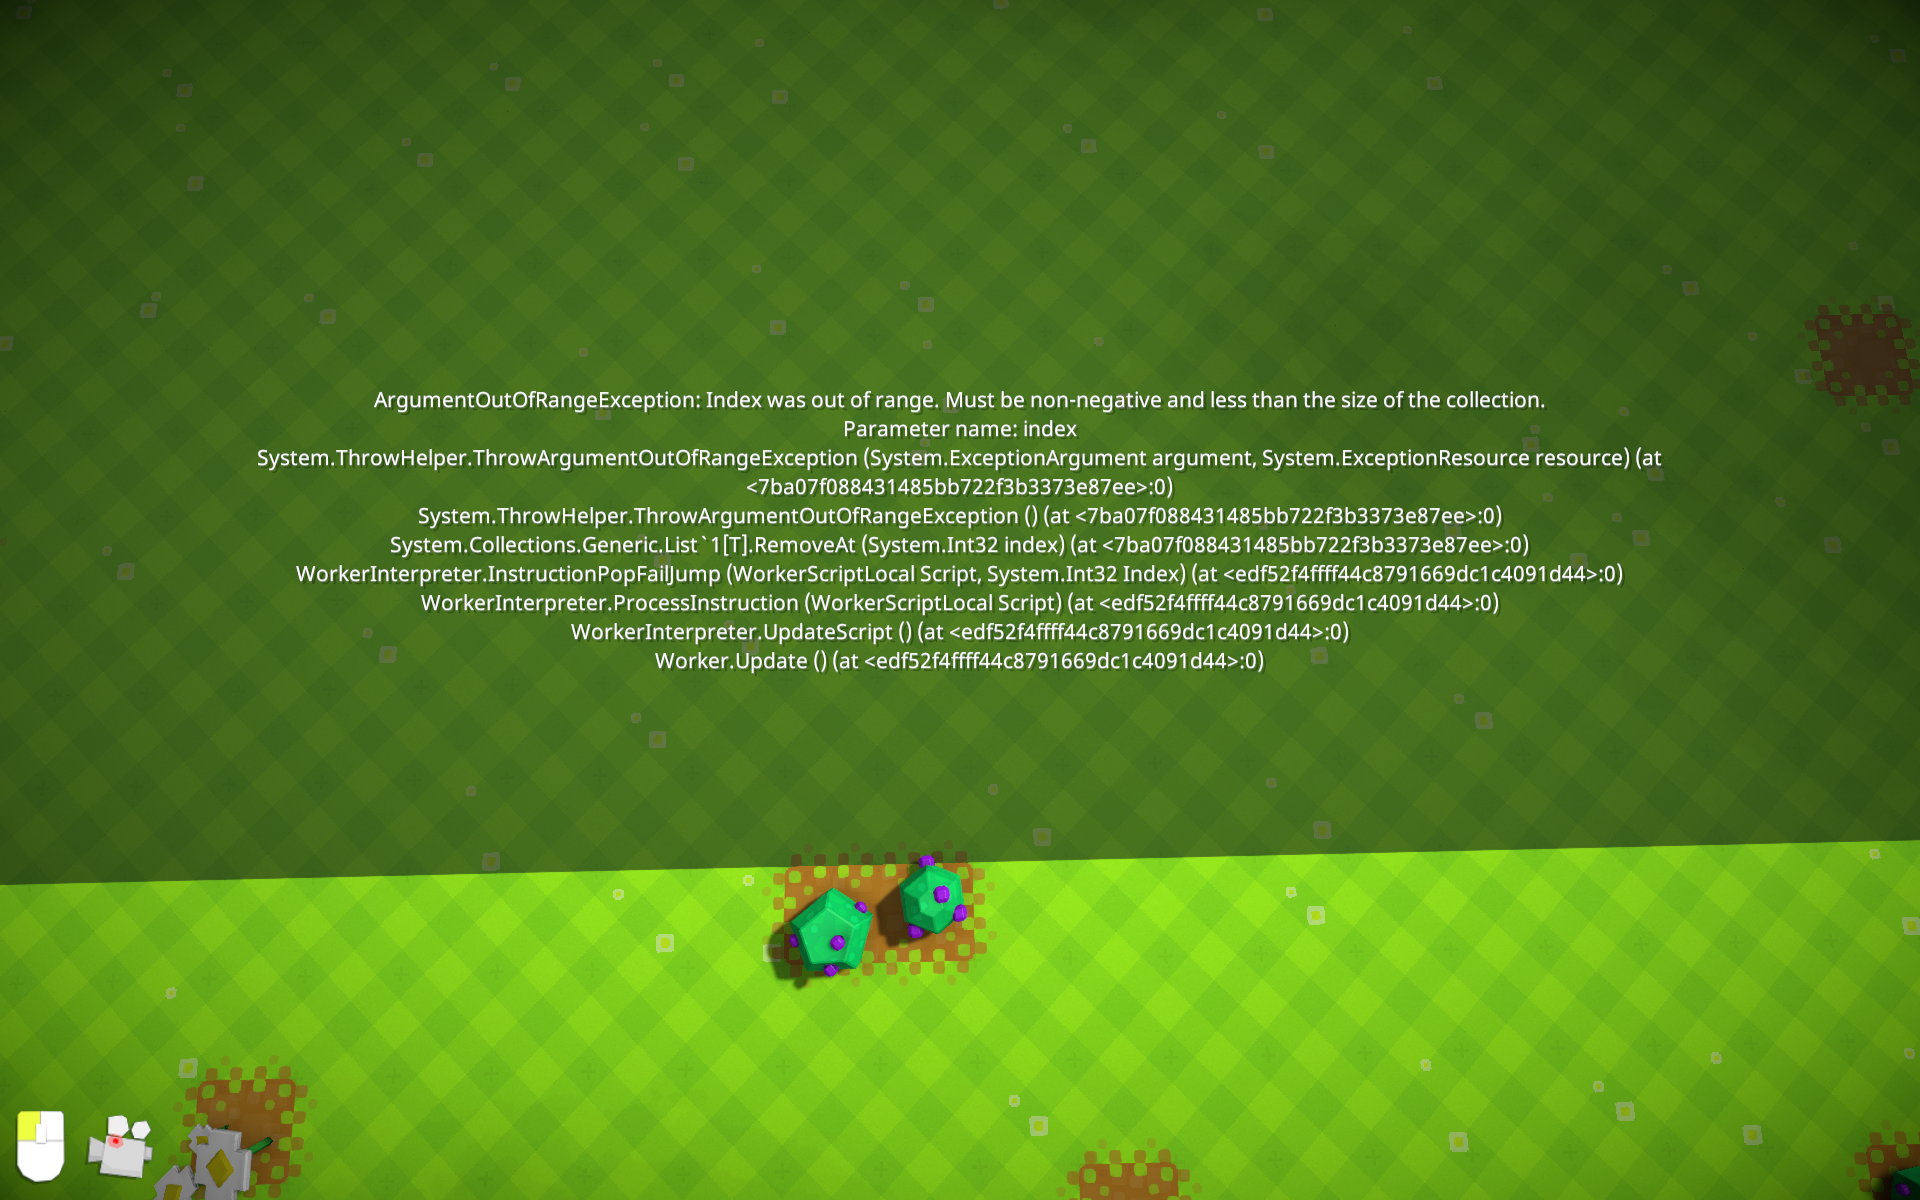 ArgumentOutOfRangeException: Index was out of range. Must be non-negative and less than the size of the collection.
Parameter name: index
System.ThrowHelper.ThrowArgumentOutOfRangeException (System.ExceptionArgument argument, System.ExceptionResource resource) (at
<7ba07f088431485bb722f3b3373e87ee>:0)
System.ThrowHelper.ThrowArgumentOutOfRangeException () (at <7ba07f088431485bb722f3b3373e87ee>:0)
System.Collections.Generic.List`1[T].RemoveAt (System.Int32 index) (at <7ba07f088431485bb722f3b3373e87ee>:0)
WorkerInterpreter.InstructionPopFailJump (WorkerScriptLocal Script, System.Int32 Index) (at <edf52f4ffff44c8791669dc1c4091d44>:0)
WorkerInterpreter.ProcessInstruction (WorkerScriptLocal Script) (at <edf52f4ffff44c8791669dc1c4091d44>:0)
WorkerInterpreter.UpdateScript () (at <edf52f4ffff44c8791669dc1c4091d44>:0)
Worker.Update () (at <edf52f4ffff44c8791669dc1c4091d44>:0)